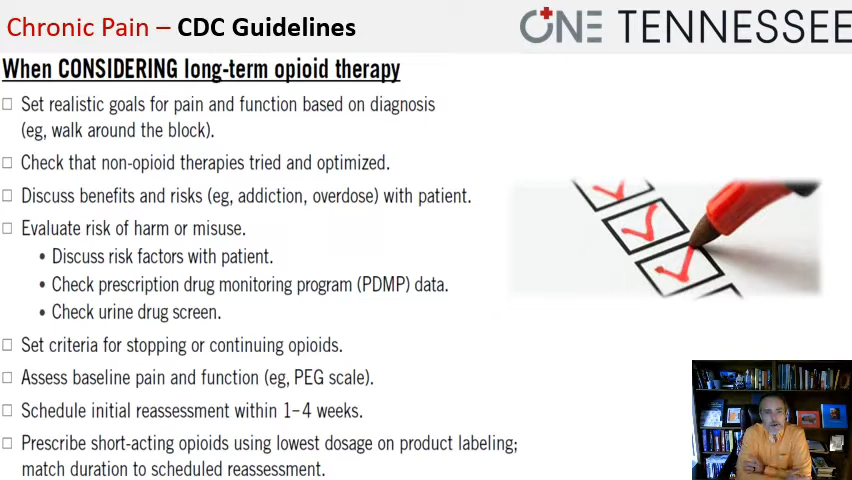 Chronic Pain – CDC Guidelines
ONE TENNESSEE
When CONSIDERING long-term opioid therapy
□ Set realistic goals for pain and function based on diagnosis
(eg, walk around the block).
□ Check that non-opioid therapies tried and optimized.
□ Discuss benefits and risks (eg, addiction, overdose) with patient.
□ Evaluate risk of harm or misuse.
• Discuss risk factors with patient.
• Check prescription drug monitoring program (PDMP) data.
• Check urine drug screen.
□ Set criteria for stopping or continuing opioids.
□ Assess baseline pain and function (eg, PEG scale).
□ Schedule initial reassessment within 1–4 weeks.
□ Prescribe short-acting opioids using lowest dosage on product labeling;
match duration to scheduled reassessment.